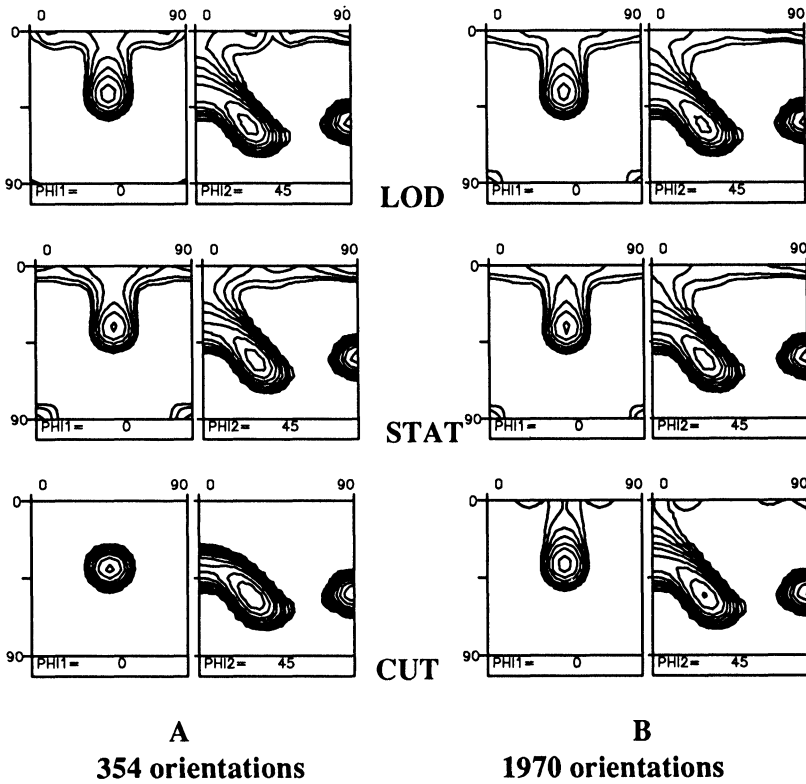 0 90 0 90 0 90 0 90
0 0
90 PHI1= 0 PHI2= 45 LOD 90 PHI1= 0 PHI2= 45
0 90 0 90 0 90 0 90
0 0
90 PHI1= 0 PHI2= 45 STAT 90 PHI1= 0 PHI2= 45
0 90 0 90 0 90 0 90
0 0
90 PHI1= 0 PHI2= 45 CUT 90 PHI1= 0 PHI2= 45
A B
354 orientations 1970 orientations